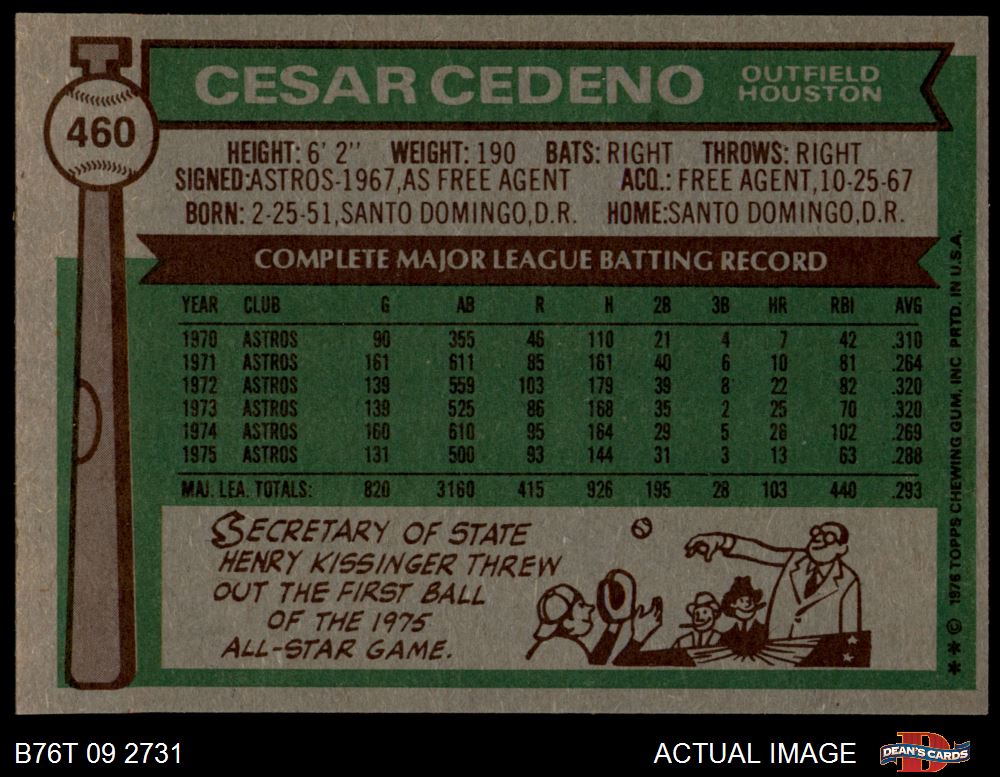 460
CESAR CEDENO
OUTFIELD
HOUSTON
HEIGHT: 6' 2'' WEIGHT: 190 BATS: RIGHT THROWS: RIGHT
SIGNED:ASTROS-1967,AS FREE AGENT ACQ.: FREE AGENT,10-25-67
BORN: 2-25-51,SANTO DOMINGO,D.R. HOME:SANTO DOMINGO,D.R.
COMPLETE MAJOR LEAGUE BATTING RECORD
YEAR CLUB G AB R H 2B 3B HR RBI AVG
1970 ASTROS 90 355 46 110 21 4 7 42 .310
1971 ASTROS 161 611 85 161 40 6 10 81 .264
1972 ASTROS 139 559 103 179 39 8 22 82 .320
1973 ASTROS 139 525 86 168 35 2 25 70 .320
1974 ASTROS 160 610 95 164 29 5 26 102 .269
1975 ASTROS 131 500 93 144 31 3 13 63 .288
MAJ. LEA. TOTALS: 820 3160 415 926 195 28 103 440 .293
SECRETARY OF STATE
HENRY KISSINGER THREW
OUT THE FIRST BALL
OF THE 1975
ALL-STAR GAME.
** © 1976 TOPPS CHEWING GUM, INC. PRTD. IN U.S.A.
B76T 09 2731
ACTUAL IMAGE
D
DEAN'S CARDS